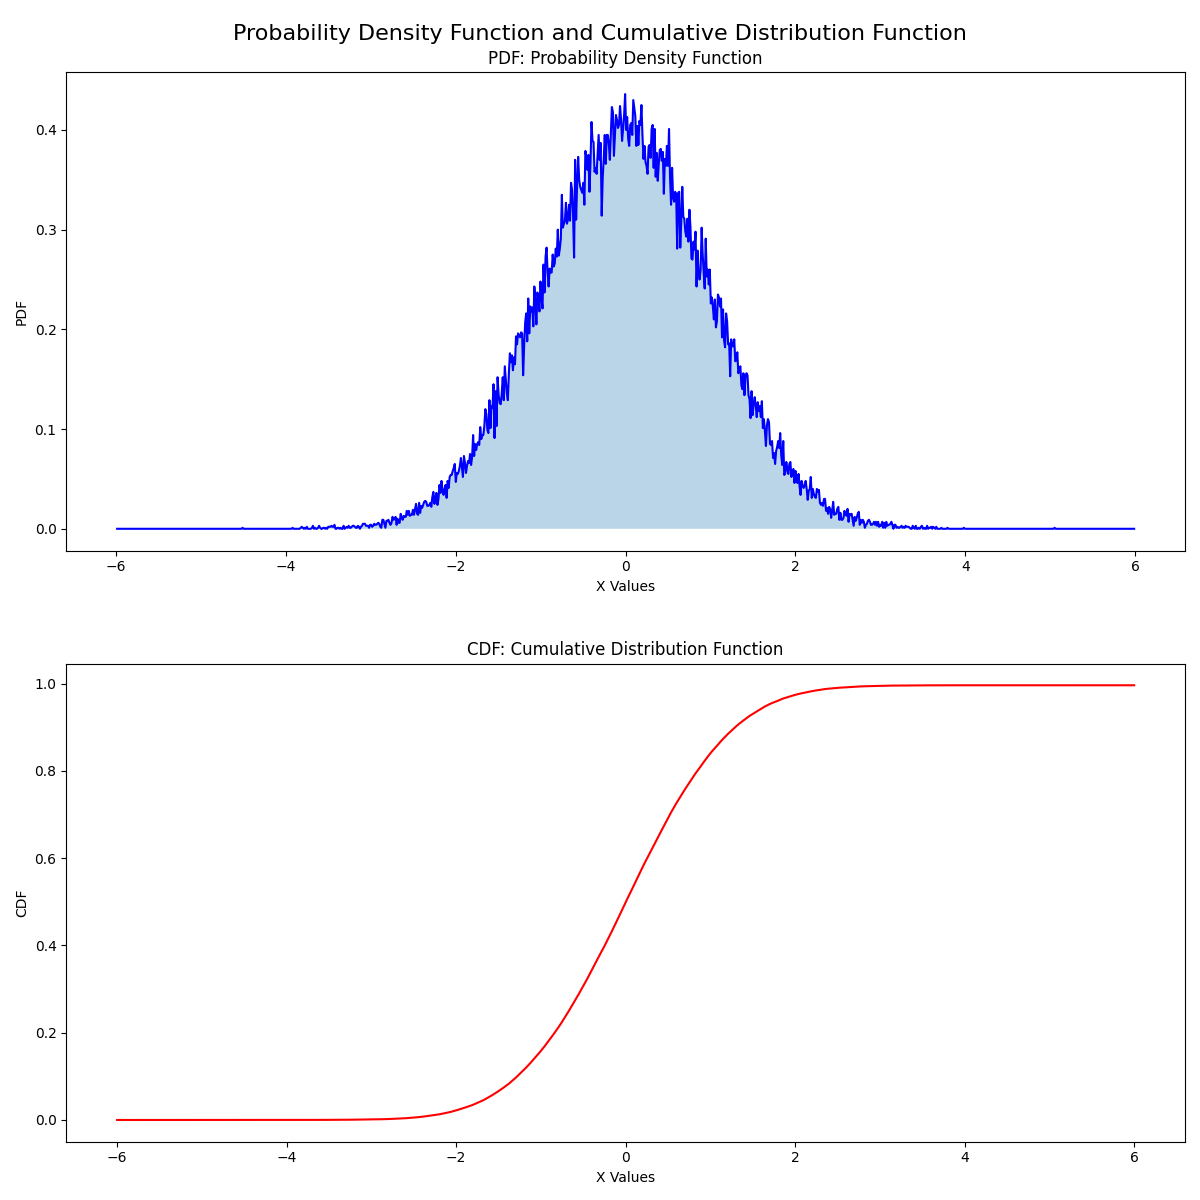 Probability Density Function and Cumulative Distribution Function
PDF: Probability Density Function
PDF
0.4
0.3
0.2
0.1
0.0
−6 −4 −2 0 2 4 6
X Values
CDF: Cumulative Distribution Function
CDF
1.0
0.8
0.6
0.4
0.2
0.0
−6 −4 −2 0 2 4 6
X Values